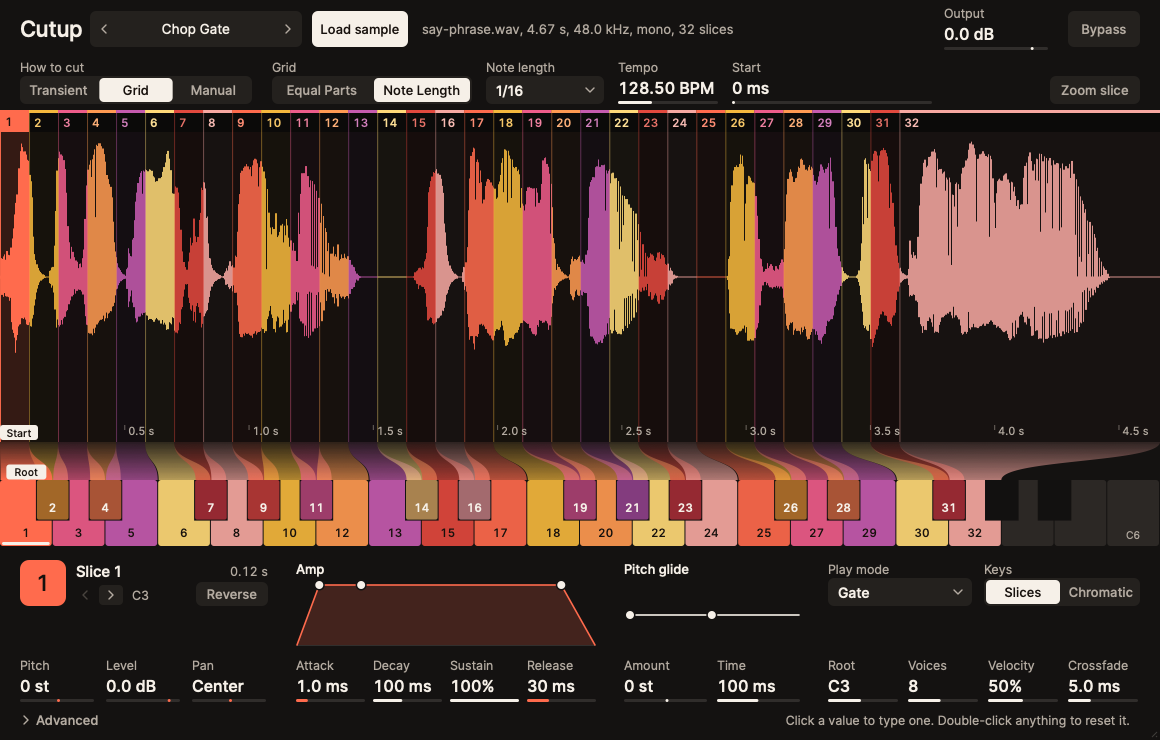 Cutup
Chop Gate
Load sample
say-phrase.wav, 4.67 s, 48.0 kHz, mono, 32 slices
Output
0.0 dB
Bypass
How to cut
Transient Grid Manual
Grid
Equal Parts Note Length
Note length
1/16
Tempo
128.50 BPM
Start
0 ms
Zoom slice
1 2 3 4 5 6 7 8 9 10 11 12 13 14 15 16 17 18 19 20 21 22 23 24 25 26 27 28 29 30 31 32
Start
0.5 s 1.0 s 1.5 s 2.0 s 2.5 s 3.0 s 3.5 s 4.0 s 4.5 s
Root
2 4 7 9 11 14 16 19 21 23 26 28 31
1 3 5 6 8 10 12 13 15 17 18 20 22 24 25 27 29 30 32 C6
1
Slice 1
0.12 s
C3
Reverse
Amp
Pitch glide
Play mode
Gate
Keys
Slices Chromatic
Pitch Level Pan Attack Decay Sustain Release Amount Time Root Voices Velocity Crossfade
0 st 0.0 dB Center 1.0 ms 100 ms 100% 30 ms 0 st 100 ms C3 8 50% 5.0 ms
Advanced
Click a value to type one. Double-click anything to reset it.